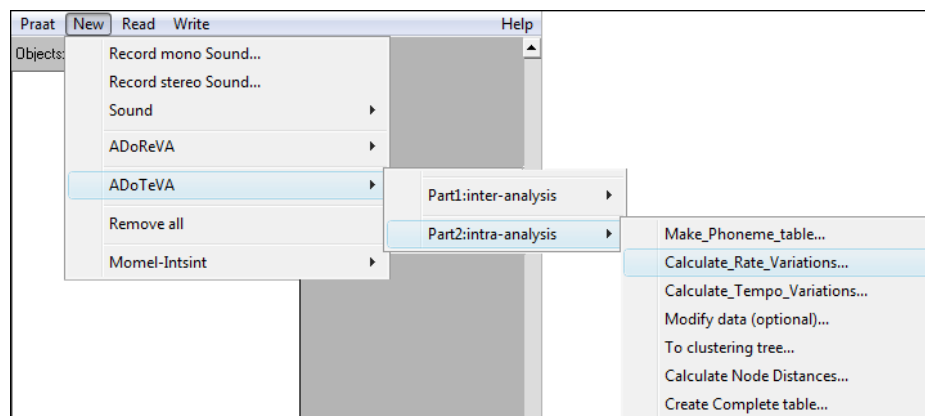 Praat New Read Write Help
Objects:
Record mono Sound...
Record stereo Sound...
Sound
ADoReVA
ADoTeVA
Remove all
Momel-Intsint
Part1:inter-analysis
Part2:intra-analysis
Make_Phoneme_table...
Calculate_Rate_Variations...
Calculate_Tempo_Variations...
Modify data (optional)...
To clustering tree...
Calculate Node Distances...
Create Complete table...